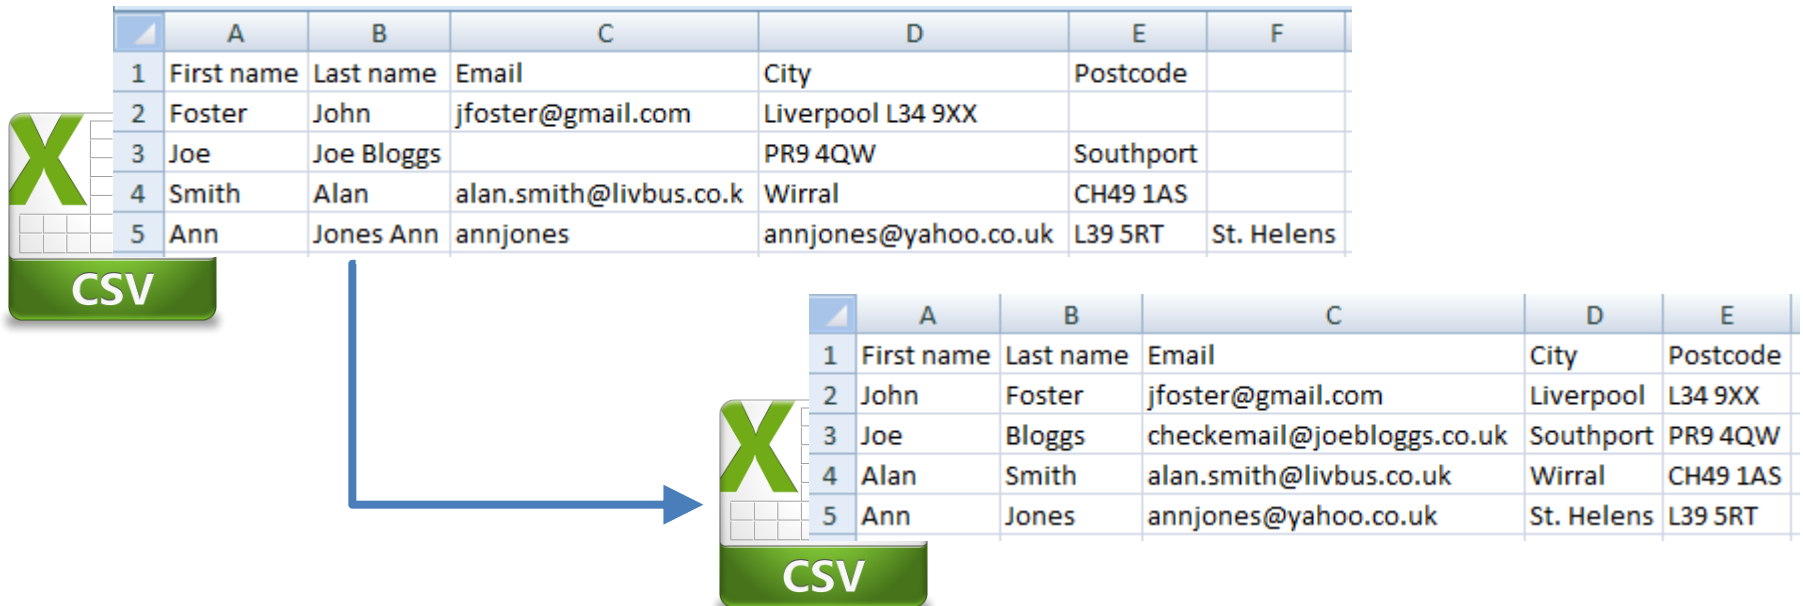 A B C D E F
1 First name Last name Email City Postcode
2 Foster John jfoster@gmail.com Liverpool L34 9XX
3 Joe Joe Bloggs PR9 4QW Southport
4 Smith Alan alan.smith@livbus.co.k Wirral CH49 1AS
5 Ann Jones Ann annjones annjones@yahoo.co.uk L39 5RT St. Helens
CSV
A B C D E
1 First name Last name Email City Postcode
2 John Foster jfoster@gmail.com Liverpool L34 9XX
3 Joe Bloggs checkemail@joebloggs.co.uk Southport PR9 4QW
4 Alan Smith alan.smith@livbus.co.uk Wirral CH49 1AS
5 Ann Jones annjones@yahoo.co.uk St. Helens L39 5RT
CSV